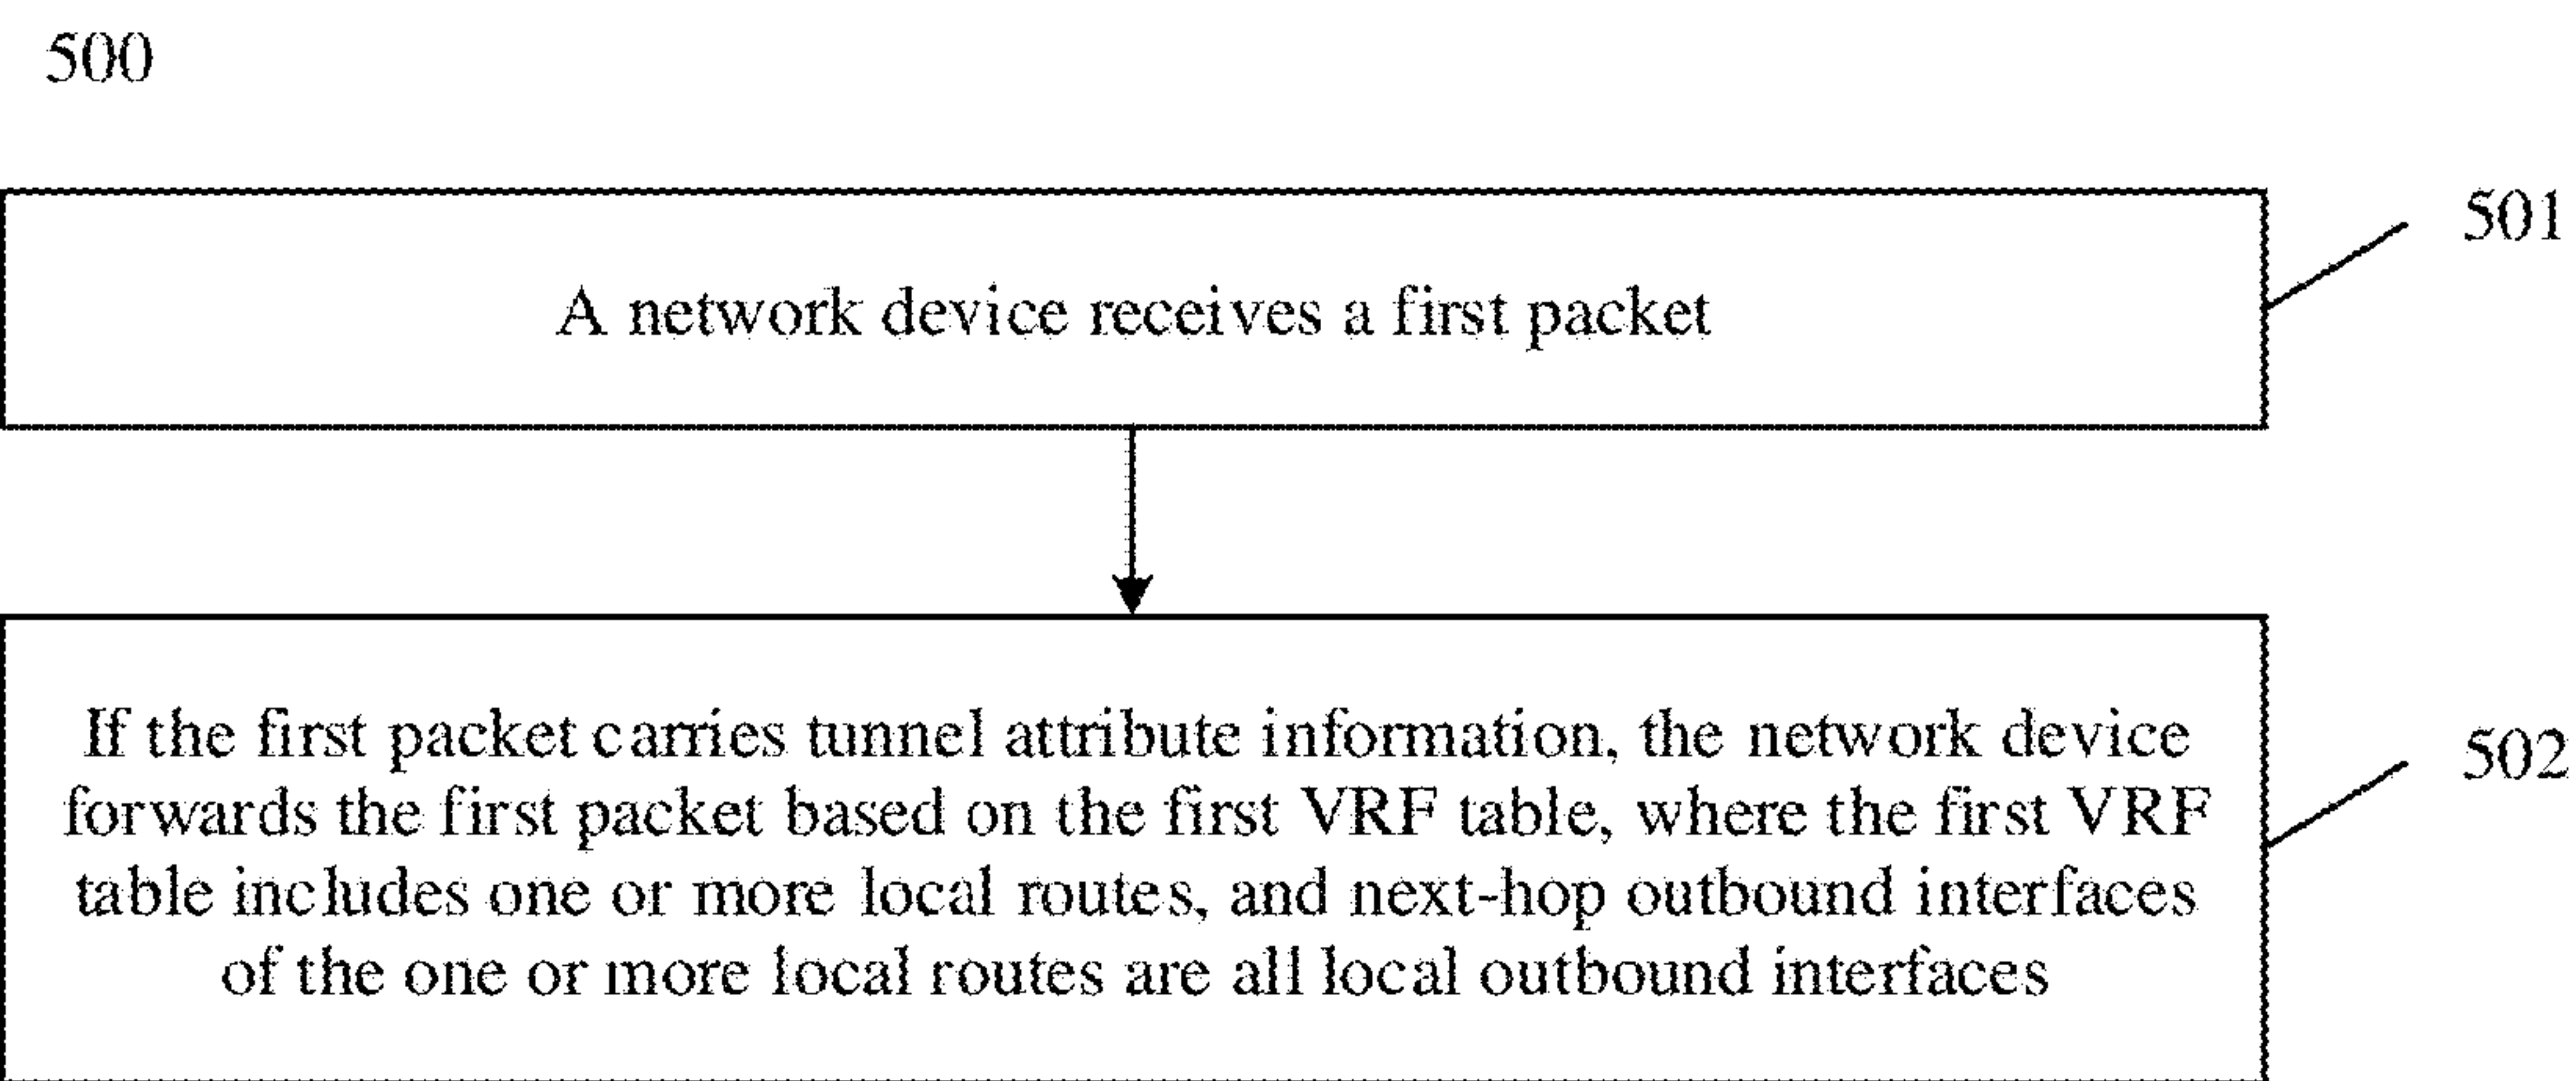 500
501
A network device receives a first packet
If the first packet carries tunnel attribute information, the network device
502
forwards the first packet based on the first VRF table, where the first VRF
table includes one or more local routes, and next-hop outbound interfaces
of the one or more local routes are all local outbound interfaces